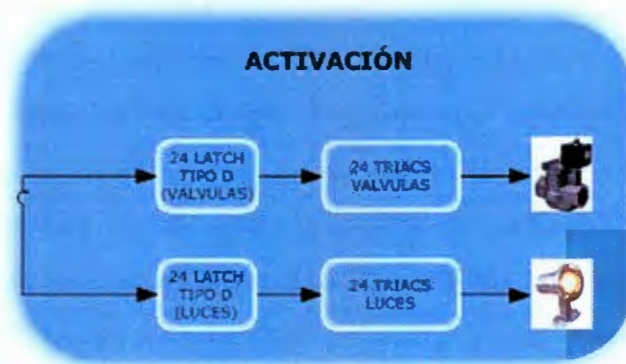 ACTIVACIÓN
24 LATCH
TIPO D
(VALVULAS)
24 TRIACS
VALVULAS
24 LATCH
TIPO D
(LUCES)
24 TRIACS
LUCES